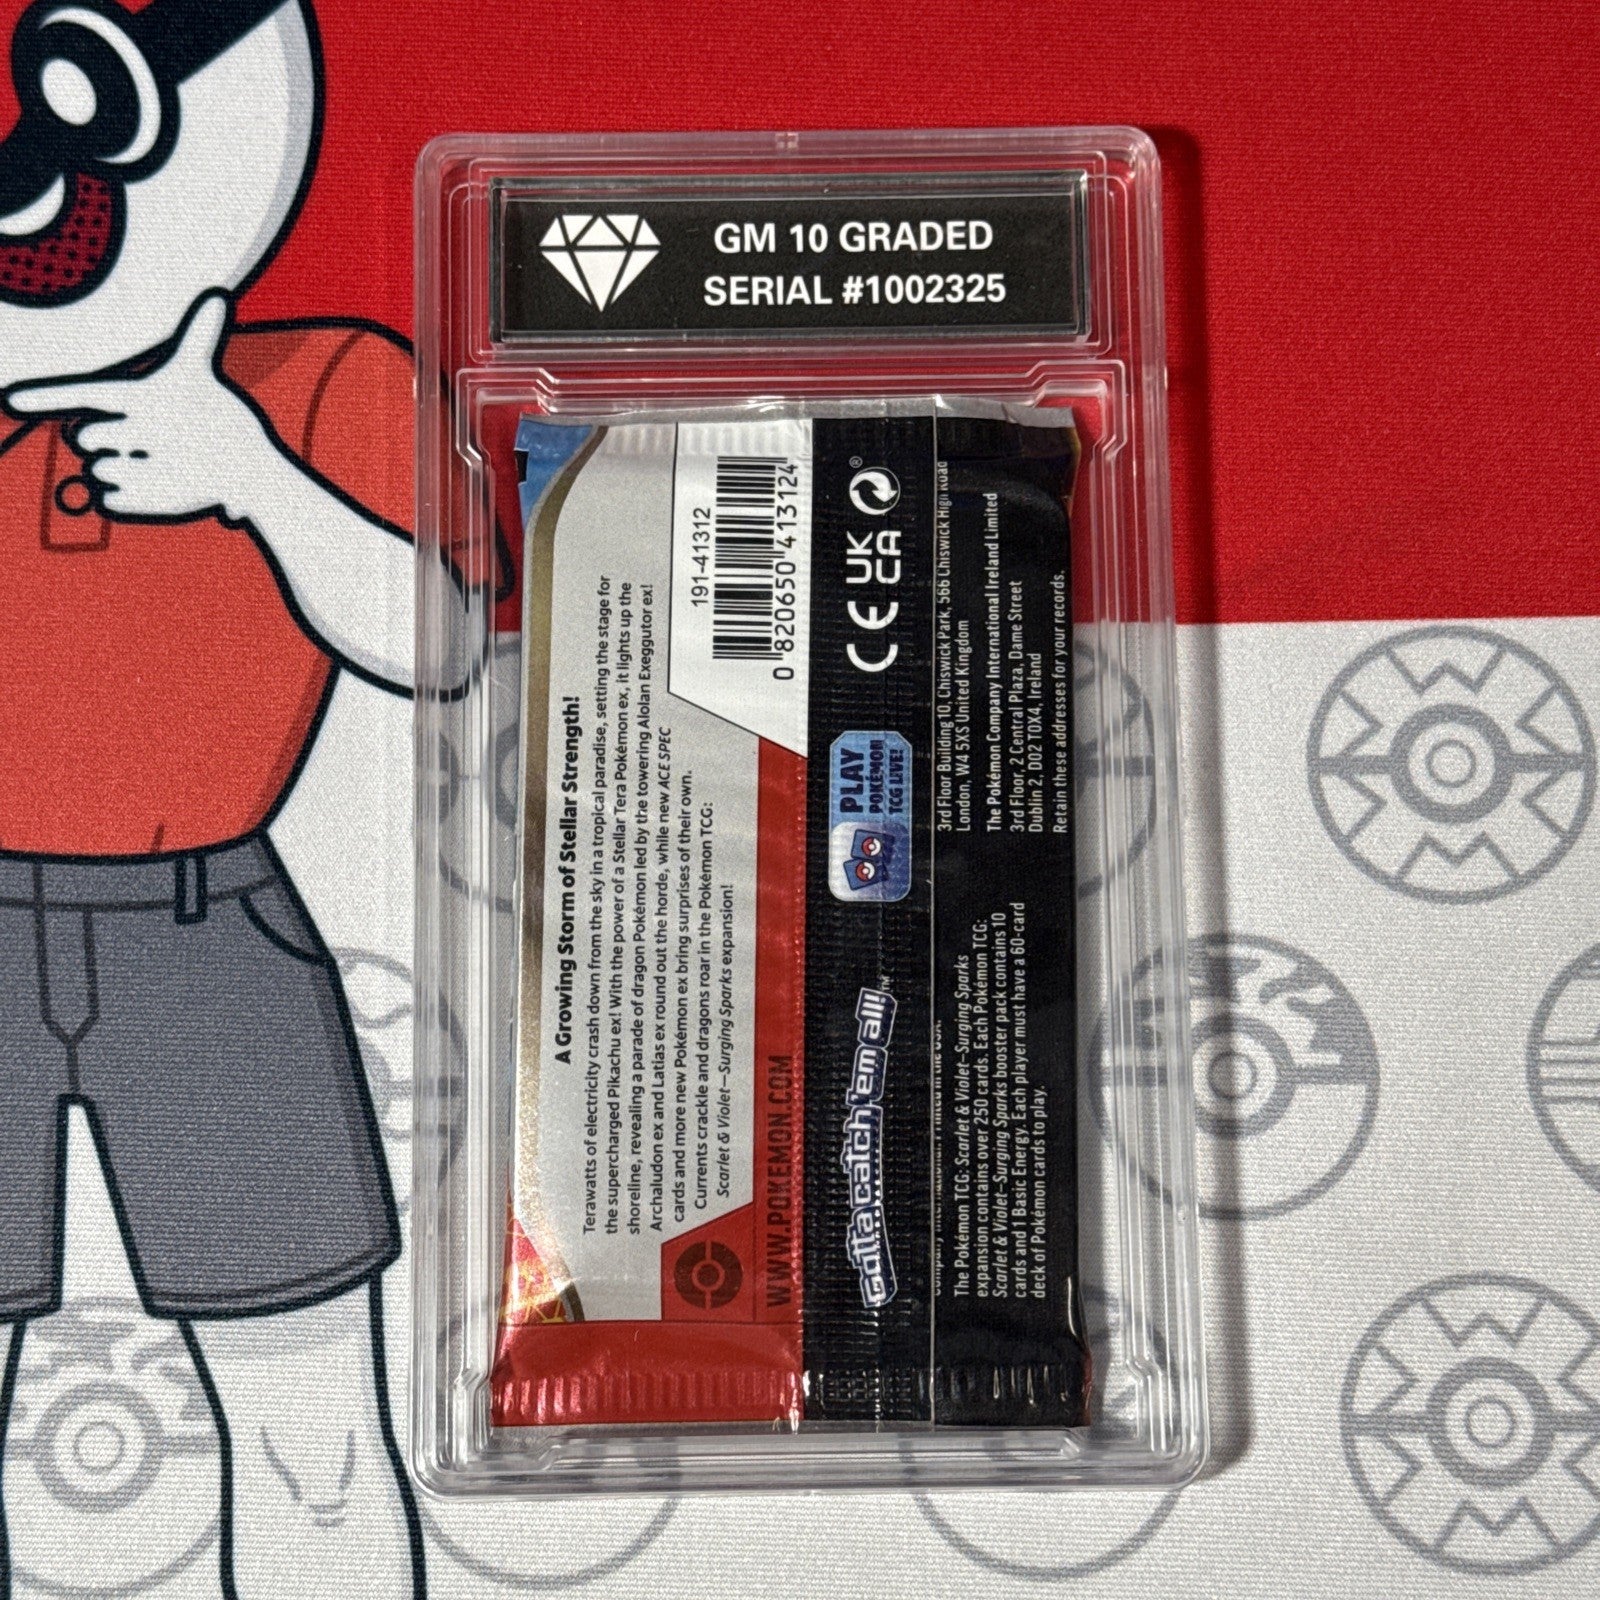 GM 10 GRADED
SERIAL #1002325
A Growing Storm of Stellar Strength!
Terawatts of electricity crash down from the sky in a tropical paradise, setting the stage for
the supercharged Pikachu ex! With the power of a Stellar Tera Pokémon ex, it lights up the
shoreline, revealing a parade of dragon Pokémon led by the towering Alolan Exeggutor ex!
Archaludon ex and Latias ex round out the horde, while new ACE SPEC
cards and more new Pokémon ex bring surprises of their own.
Currents crackle and dragons roar in the Pokémon TCG:
Scarlet & Violet—Surging Sparks expansion!
191-41312
0 820650 413124
WWW.POKEMON.COM
CE UK
CA
®
PLAY
POKÉMON
TCG LIVE!
Gotta catch 'em all!™
3rd Floor Building 10, Chiswick Park, 566 Chiswick High Road
London, W4 5XS United Kingdom
The Pokémon Company International Ireland Limited
3rd Floor, 2 Central Plaza, Dame Street
Dublin 2, D02 T0X4, Ireland
Retain these addresses for your records.
The Pokémon TCG: Scarlet & Violet—Surging Sparks
expansion contains over 250 cards. Each Pokémon TCG:
Scarlet & Violet—Surging Sparks booster pack contains 10
cards and 1 Basic Energy. Each player must have a 60-card
deck of Pokémon cards to play.